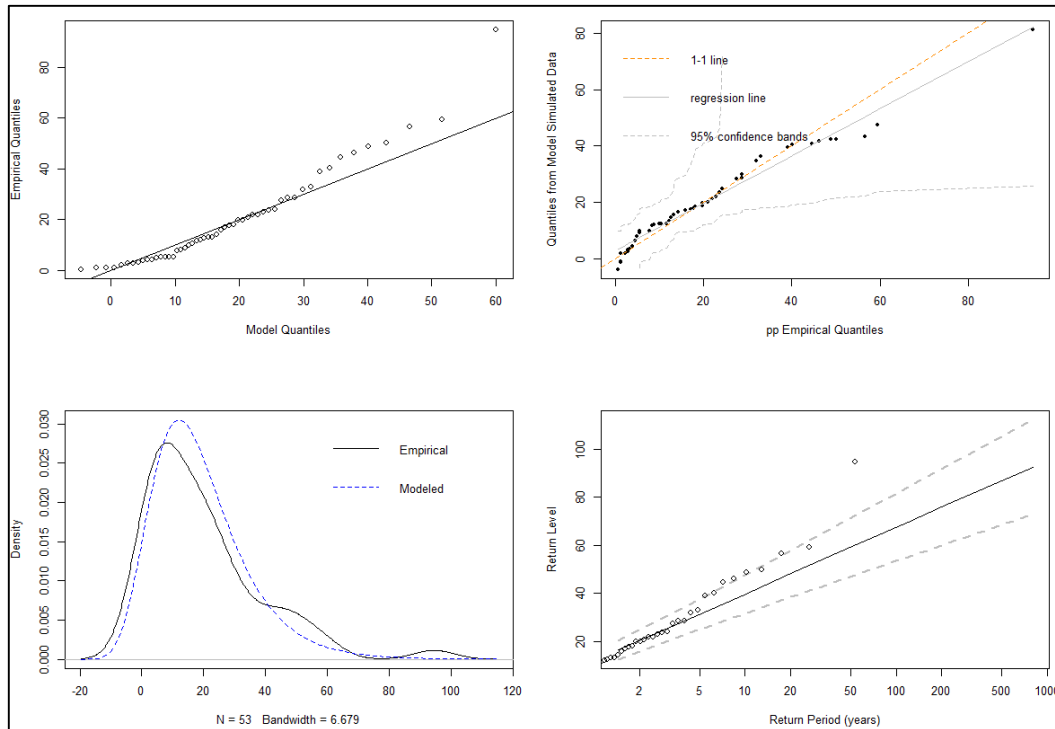 Empirical Quantiles
80
60
40
20
0
0 10 20 30 40 50 60
Model Quantiles
Quantiles from Model Simulated Data
80
60
40
20
0
1-1 line
regression line
95% confidence bands
0 20 40 60 80
pp Empirical Quantiles
Density
0.030
0.025
0.020
0.015
0.010
0.005
0.000
Empirical
Modeled
-20 0 20 40 60 80 100 120
N = 53 Bandwidth = 6.679
Return Level
100
80
60
40
20
2 5 10 20 50 100 200 500 1000
Return Period (years)